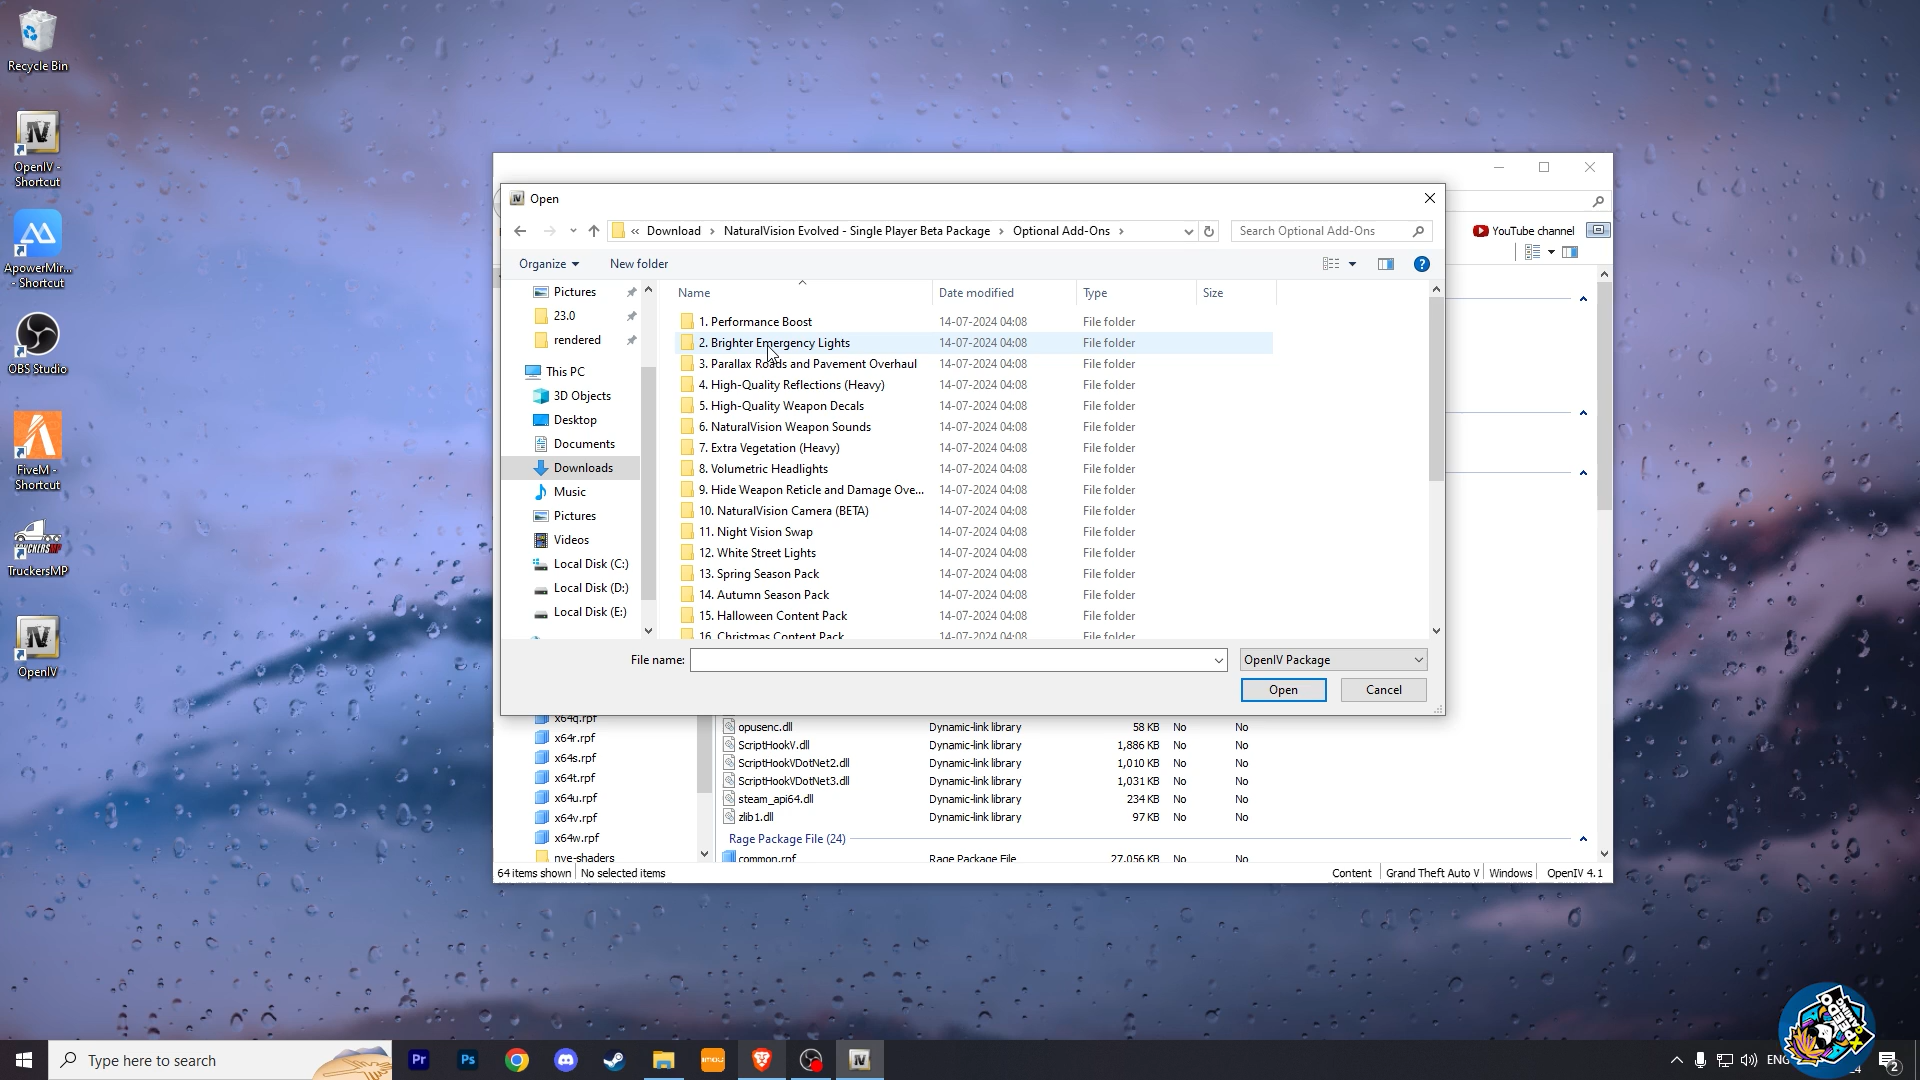 Recycle Bin
OpenIV -
Shortcut
ApowerMir...
- Shortcut
OBS Studio
FiveM -
Shortcut
TruckersMP
OpenIV
Open
Download
NaturalVision Evolved - Single Player Beta Package
Optional Add-Ons
Search Optional Add-Ons
YouTube channel
Organize
New folder
Pictures
23.0
rendered
This PC
3D Objects
Desktop
Documents
Downloads
Music
Pictures
Videos
Local Disk (C:)
Local Disk (D:)
Local Disk (E:)
Name Date modified Type Size
1. Performance Boost 14-07-2024 04:08 File folder
2. Brighter Emergency Lights 14-07-2024 04:08 File folder
3. Parallax Roads and Pavement Overhaul 14-07-2024 04:08 File folder
4. High-Quality Reflections (Heavy) 14-07-2024 04:08 File folder
5. High-Quality Weapon Decals 14-07-2024 04:08 File folder
6. NaturalVision Weapon Sounds 14-07-2024 04:08 File folder
7. Extra Vegetation (Heavy) 14-07-2024 04:08 File folder
8. Volumetric Headlights 14-07-2024 04:08 File folder
9. Hide Weapon Reticle and Damage Ove... 14-07-2024 04:08 File folder
10. NaturalVision Camera (BETA) 14-07-2024 04:08 File folder
11. Night Vision Swap 14-07-2024 04:08 File folder
12. White Street Lights 14-07-2024 04:08 File folder
13. Spring Season Pack 14-07-2024 04:08 File folder
14. Autumn Season Pack 14-07-2024 04:08 File folder
15. Halloween Content Pack 14-07-2024 04:08 File folder
16. Christmas Content Pack 14-07-2024 04:08 File folder
File name:
OpenIV Package
Open
Cancel
x64q.rpf
x64r.rpf
x64s.rpf
x64t.rpf
x64u.rpf
x64v.rpf
x64w.rpf
nve-shaders
opusenc.dll Dynamic-link library 58 KB No No
ScriptHookV.dll Dynamic-link library 1,886 KB No No
ScriptHookVDotNet2.dll Dynamic-link library 1,010 KB No No
ScriptHookVDotNet3.dll Dynamic-link library 1,031 KB No No
steam_api64.dll Dynamic-link library 234 KB No No
zlib1.dll Dynamic-link library 97 KB No No
Rage Package File (24)
common.rpf Rage Package File 27,056 KB No No
64 items shown No selected items
Content Grand Theft Auto V Windows OpenIV 4.1
Type here to search
Pr
Ps
ENG
2